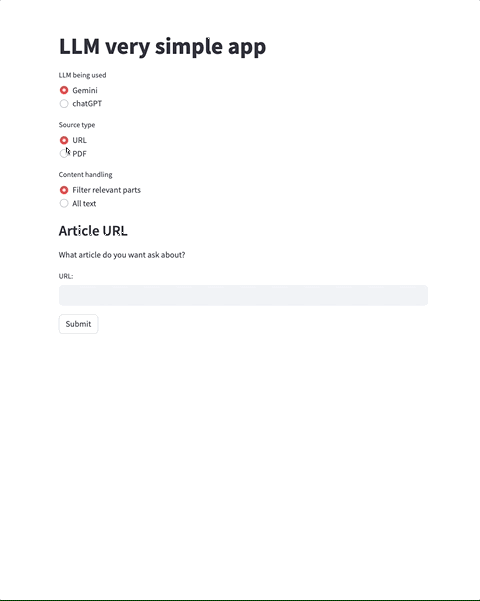 LLM very simple app
LLM being used
Gemini
chatGPT
Source type
URL
PDF
Content handling
Filter relevant parts
All text
Article URL
What article do you want ask about?
URL:
Submit